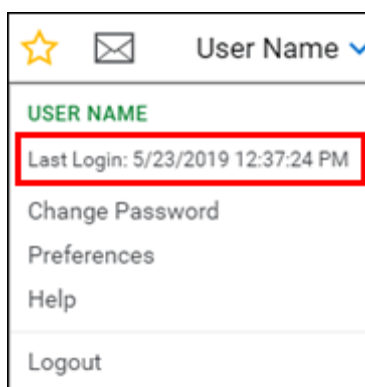 User Name
USER NAME
Last Login: 5/23/2019 12:37:24 PM
Change Password
Preferences
Help
Logout